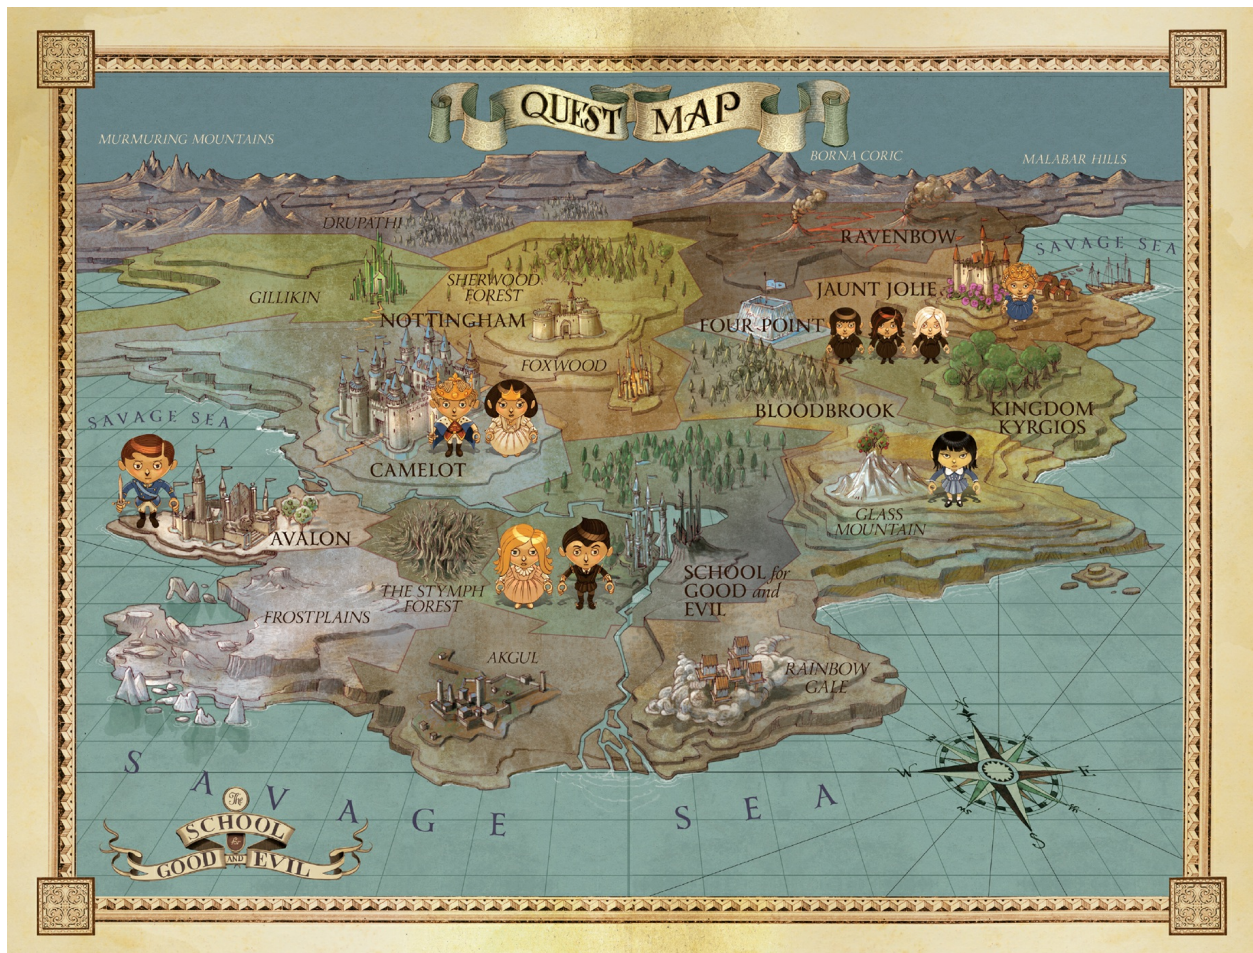 QUEST MAP
MURMURING MOUNTAINS
BORNA CORIC
MALABAR HILLS
DRUPATHI
RAVENBOW
SAVAGE SEA
GILLIKIN
SHERWOOD
FOREST
JAUNT JOLIE
NOTTINGHAM
FOUR POINT
FOXWOOD
BLOODBROOK
KINGDOM
KYRGIOS
SAVAGE SEA
CAMELOT
GLASS
MOUNTAIN
AVALON
THE STYMPH
FOREST
SCHOOL for
GOOD and
EVIL
FROSTPLAINS
AKGUL
RAINBOW
GALE
N
W
E
S
SAVAGE SEA
The
SCHOOL
GOOD AND EVIL